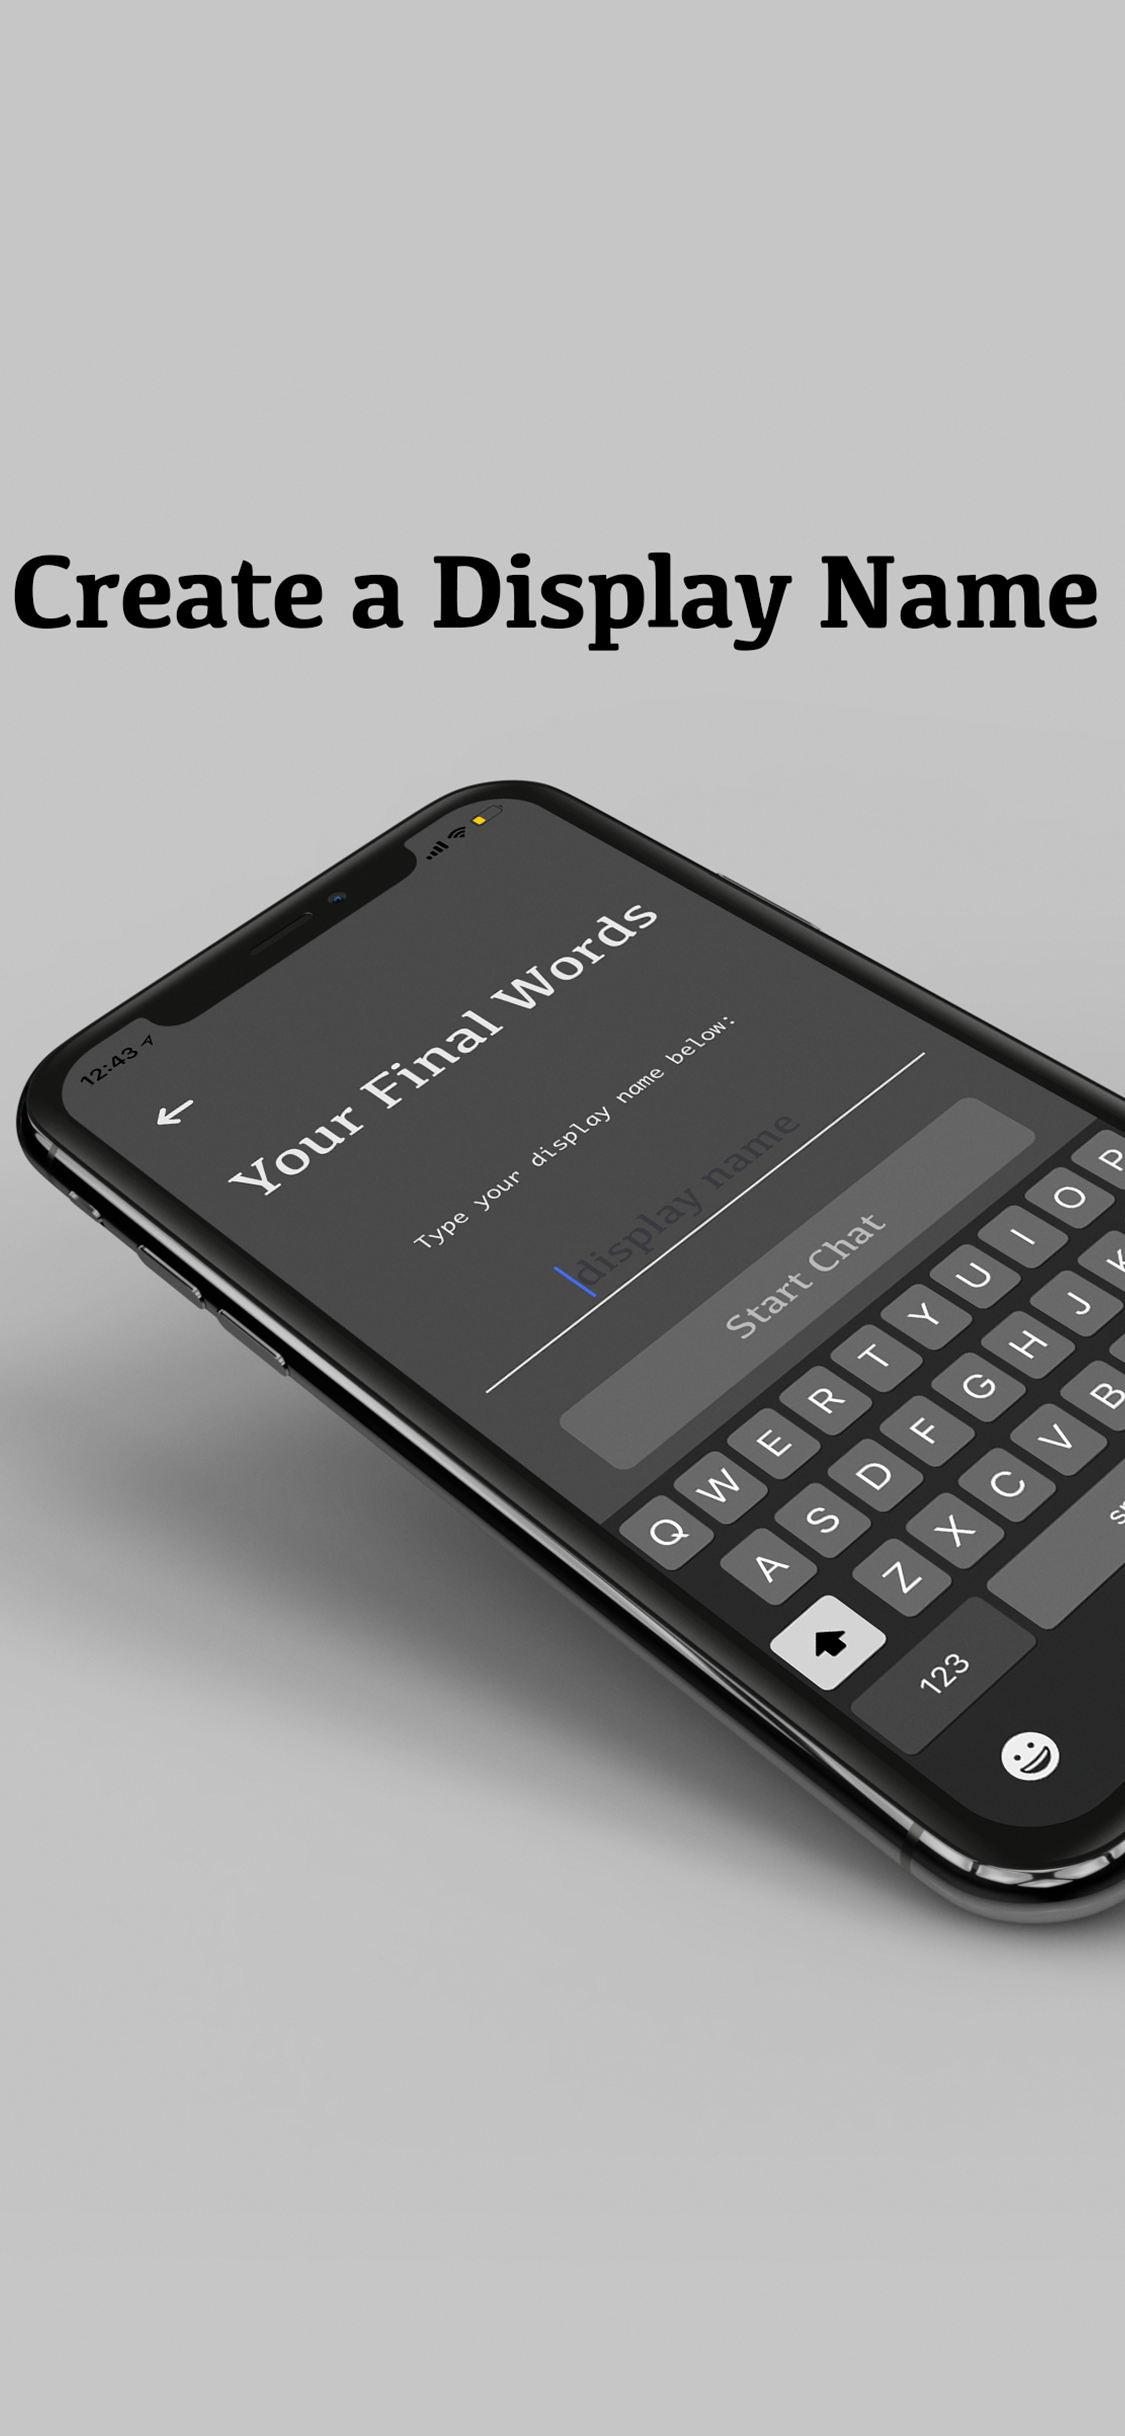 Create a Display Name
12:43
Your Final Words
Type your display name below:
display name
Start Chat
Q W E R T Y U I O P
A S D F G H J K
Z X C V B
123